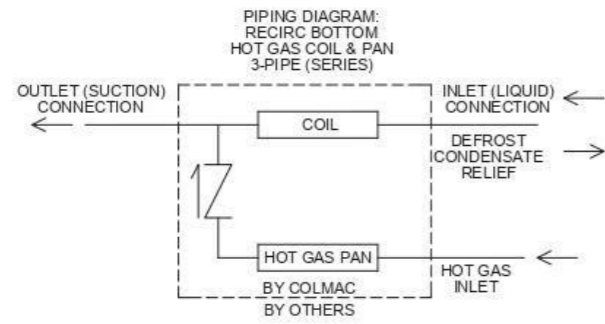 PIPING DIAGRAM:
RECIRC BOTTOM
HOT GAS COIL & PAN
3-PIPE (SERIES)
OUTLET (SUCTION)
CONNECTION
INLET (LIQUID)
CONNECTION
COIL
DEFROST
CONDENSATE
RELIEF
HOT GAS PAN
HOT GAS
INLET
BY COLMAC
BY OTHERS